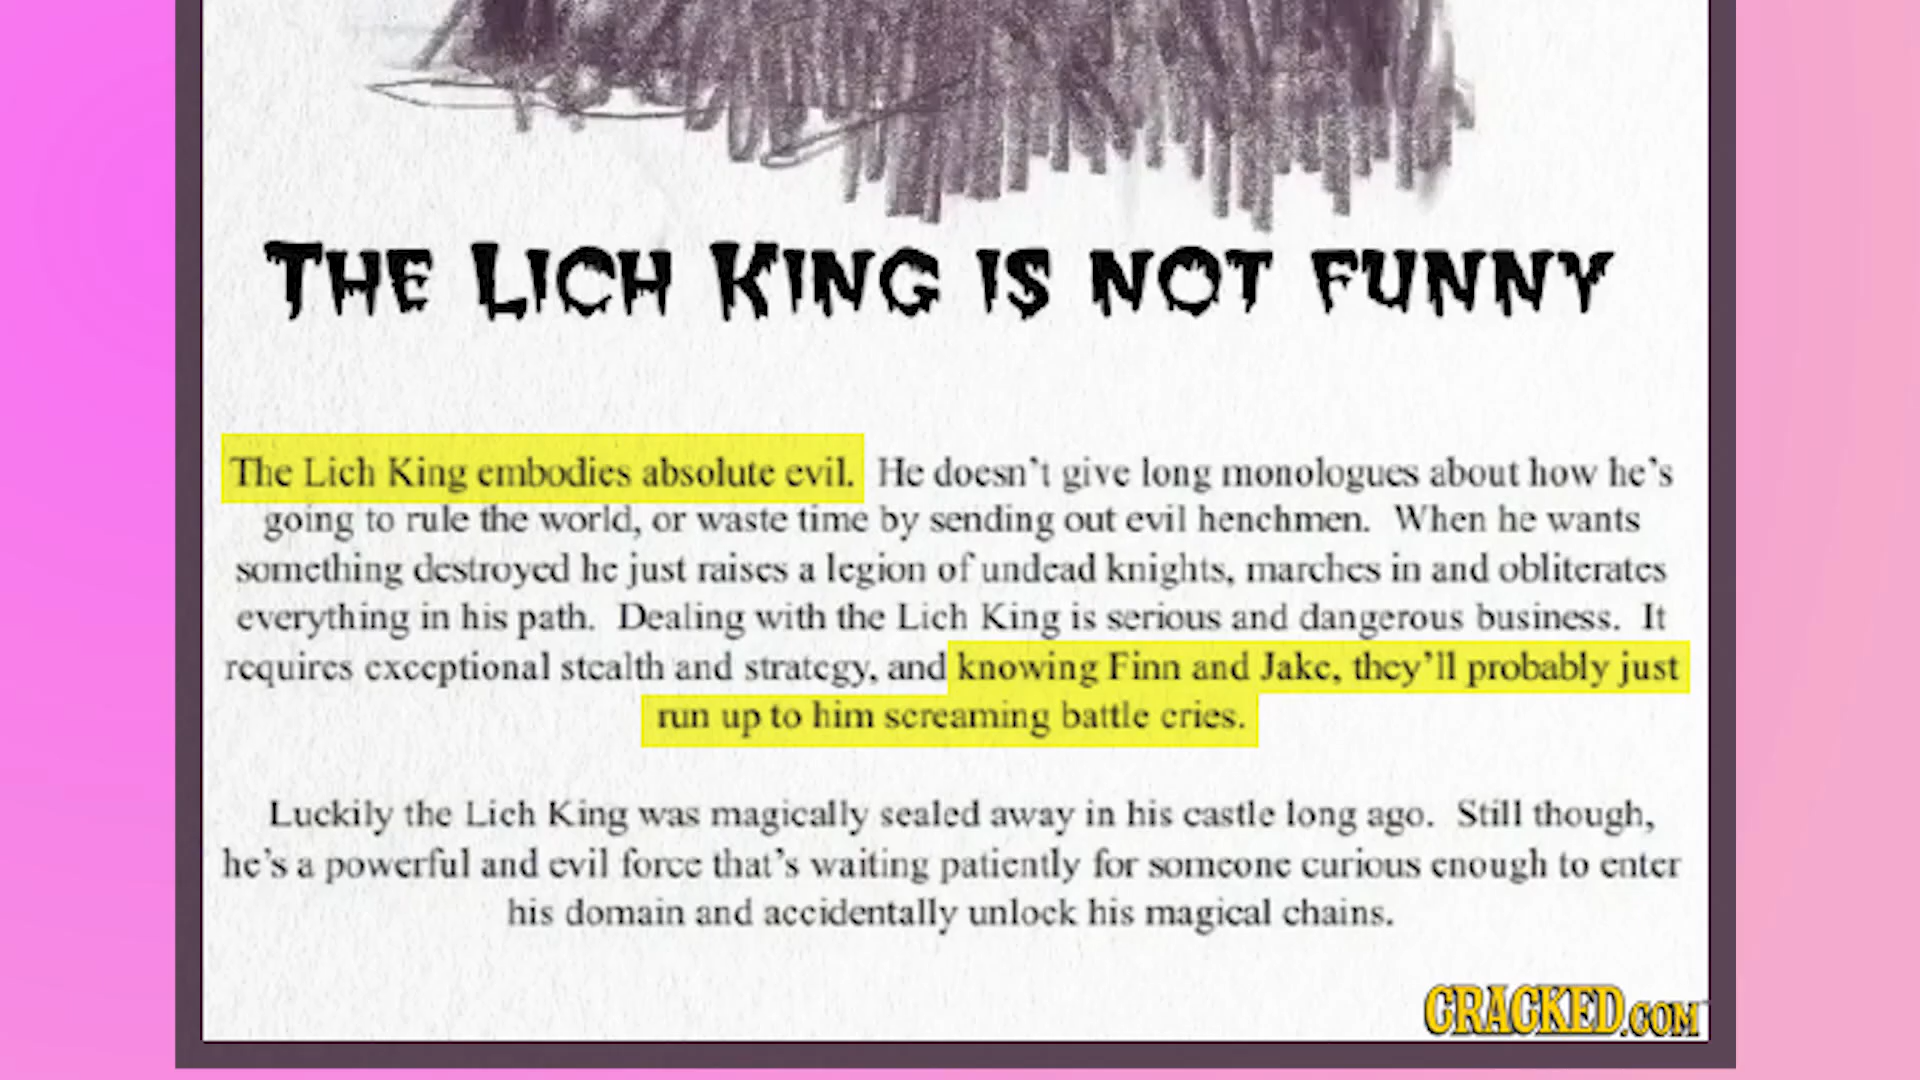 THE LICH KING IS NOT FUNNY
The Lich King embodies absolute evil. He doesn't give long monologues about how he's
going to rule the world, or waste time by sending out evil henchmen. When he wants
something destroyed he just raises a legion of undead knights, marches in and obliterates
everything in his path. Dealing with the Lich King is serious and dangerous business. It
requires exceptional stealth and strategy, and knowing Finn and Jake, they'll probably just
run up to him screaming battle cries.
Luckily the Lich King was magically sealed away in his castle long ago. Still though,
he's a powerful and evil force that's waiting patiently for someone curious enough to enter
his domain and accidentally unlock his magical chains.
CRACKED.COM